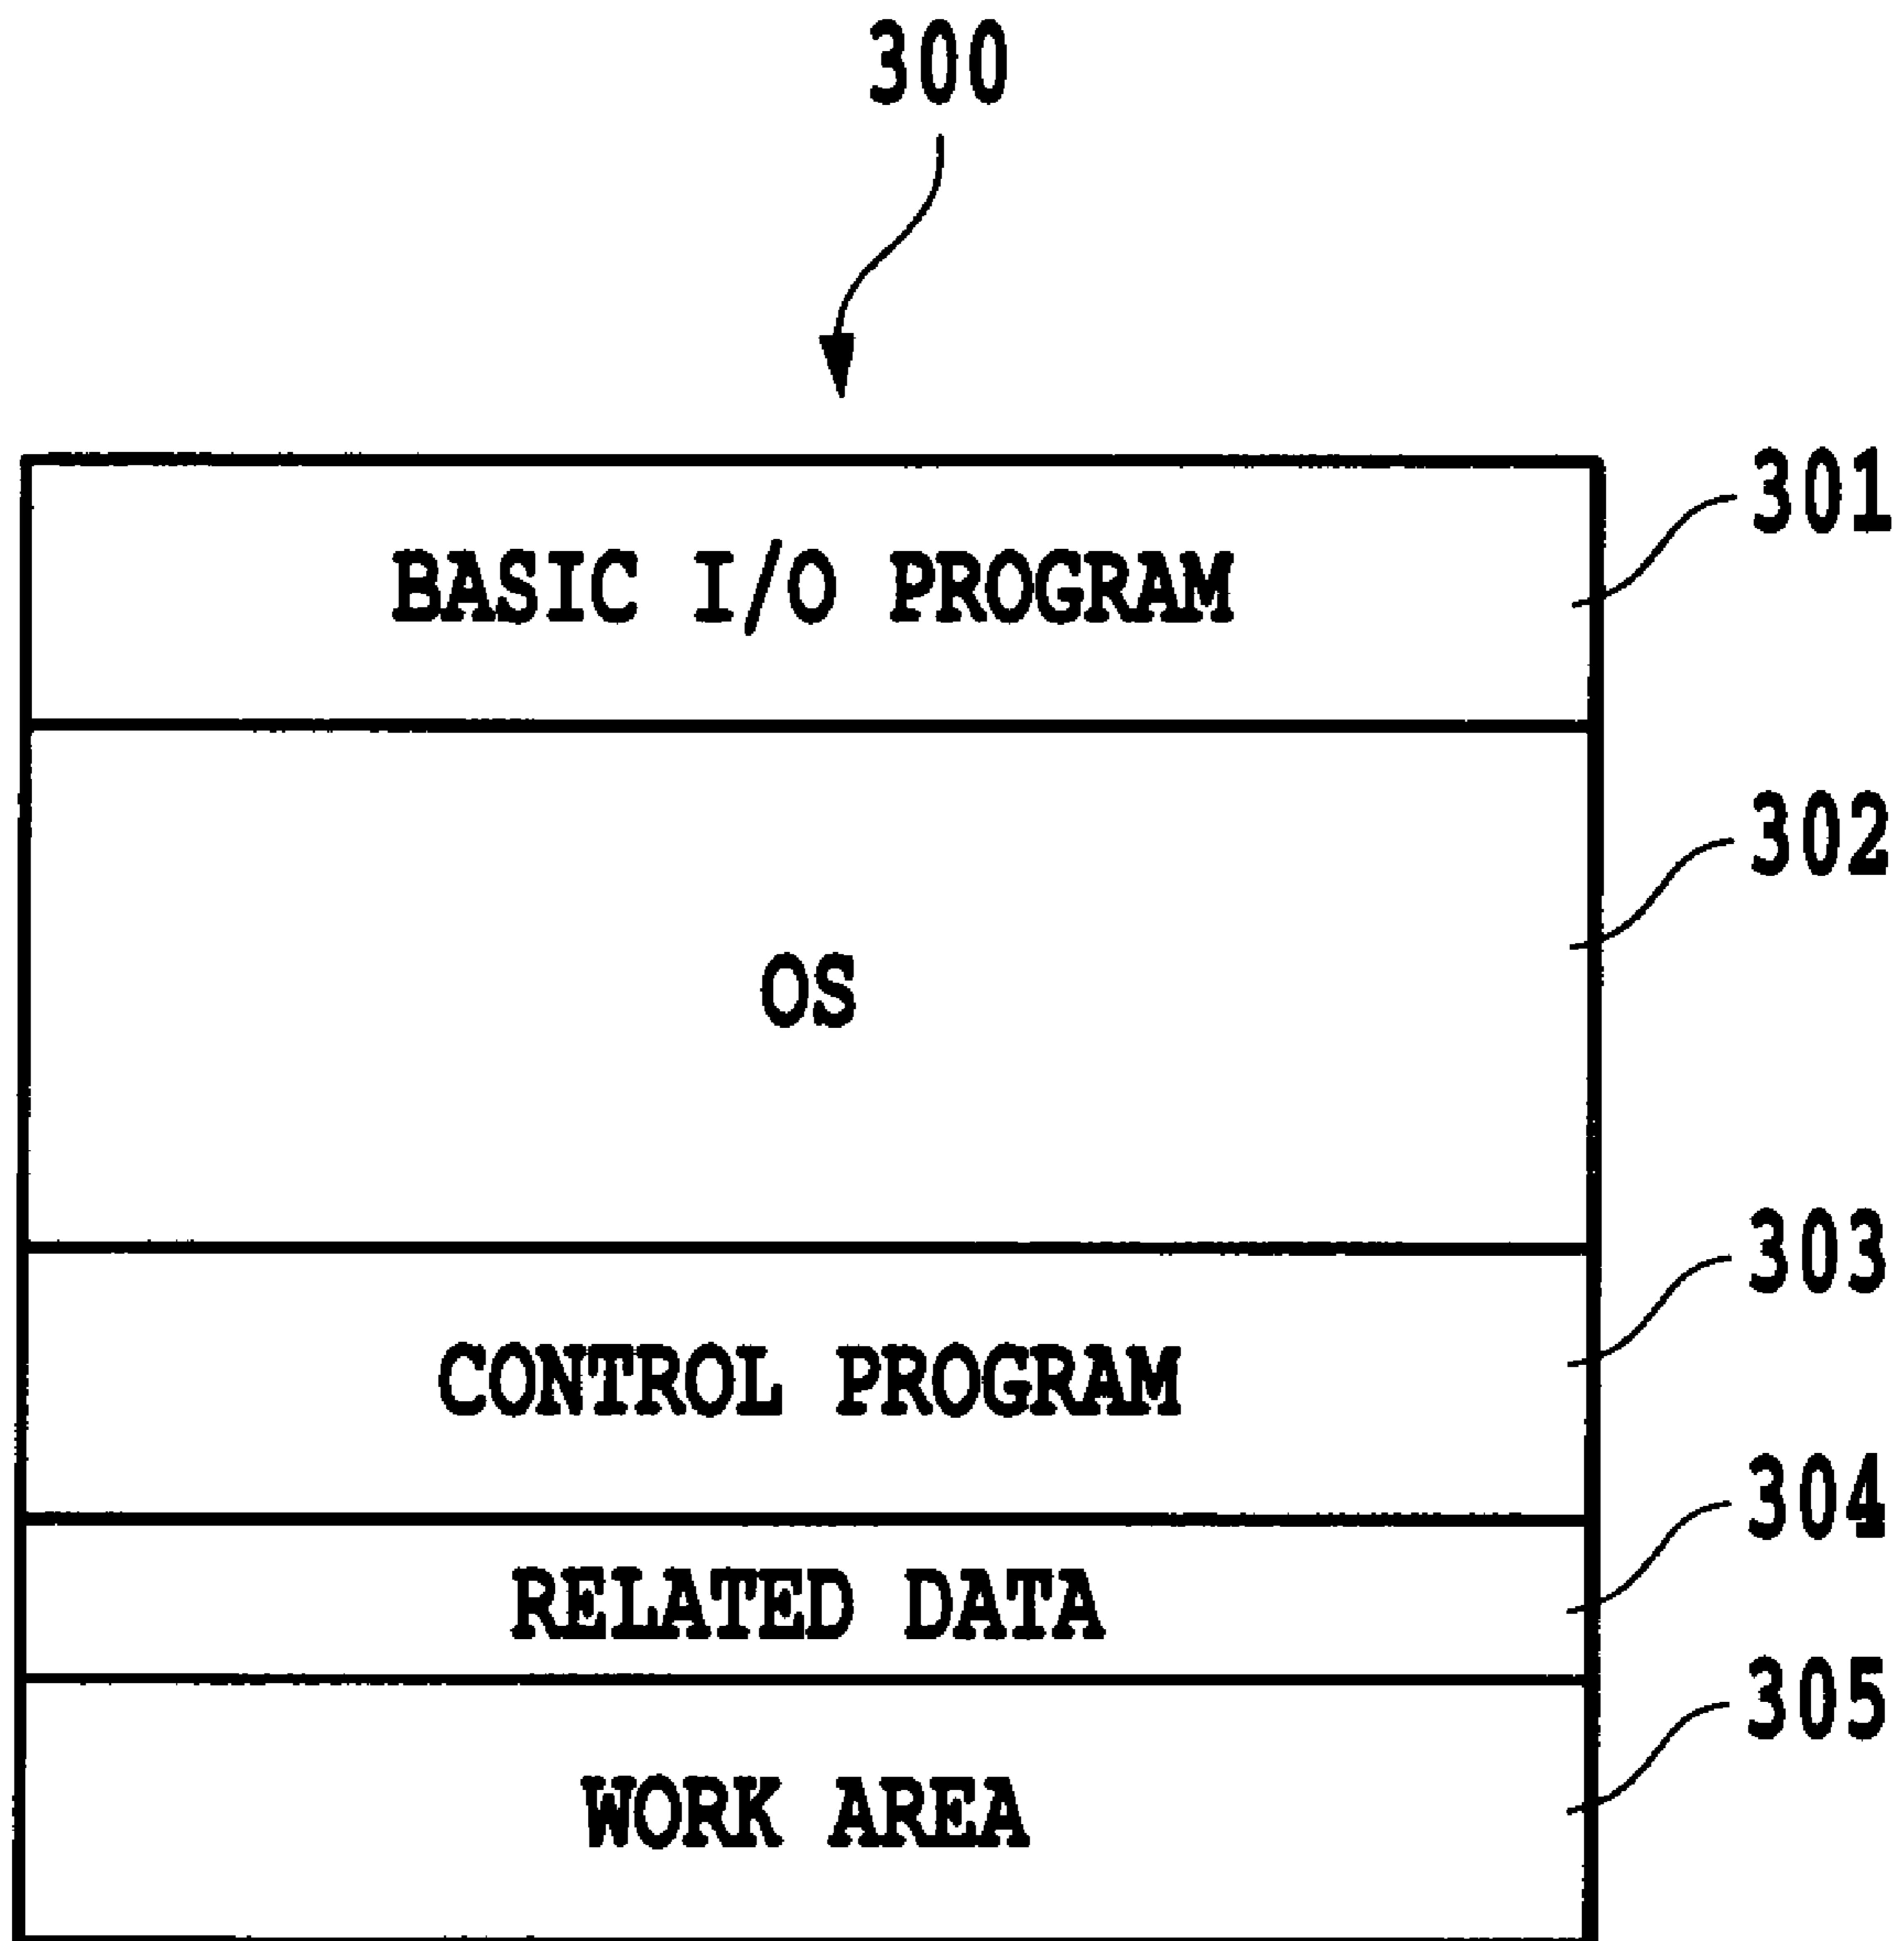 300
301
BASIC I/O PROGRAM
302
OS
303
CONTROL PROGRAM
304
RELATED DATA
305
WORK AREA